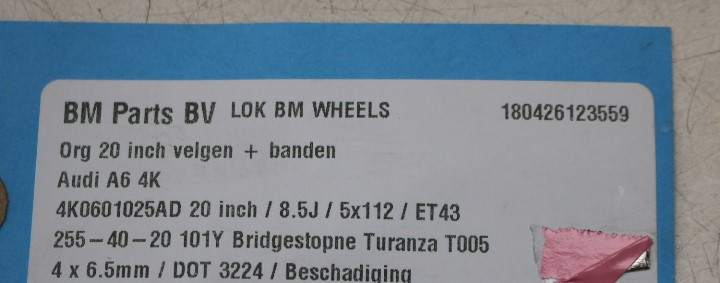 BM Parts BV LOK BM WHEELS 180426123559
Org 20 inch velgen + banden
Audi A6 4K
4K0601025AD 20 inch / 8.5J / 5x112 / ET43
255-40-20 101Y Bridgestopne Turanza T005
4 x 6.5mm / DOT 3224 / Beschadiging